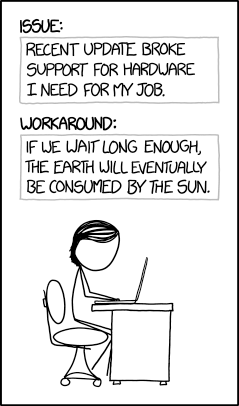 ISSUE:
RECENT UPDATE BROKE
SUPPORT FOR HARDWARE
I NEED FOR MY JOB.
WORKAROUND:
IF WE WAIT LONG ENOUGH,
THE EARTH WILL EVENTUALLY
BE CONSUMED BY THE SUN.